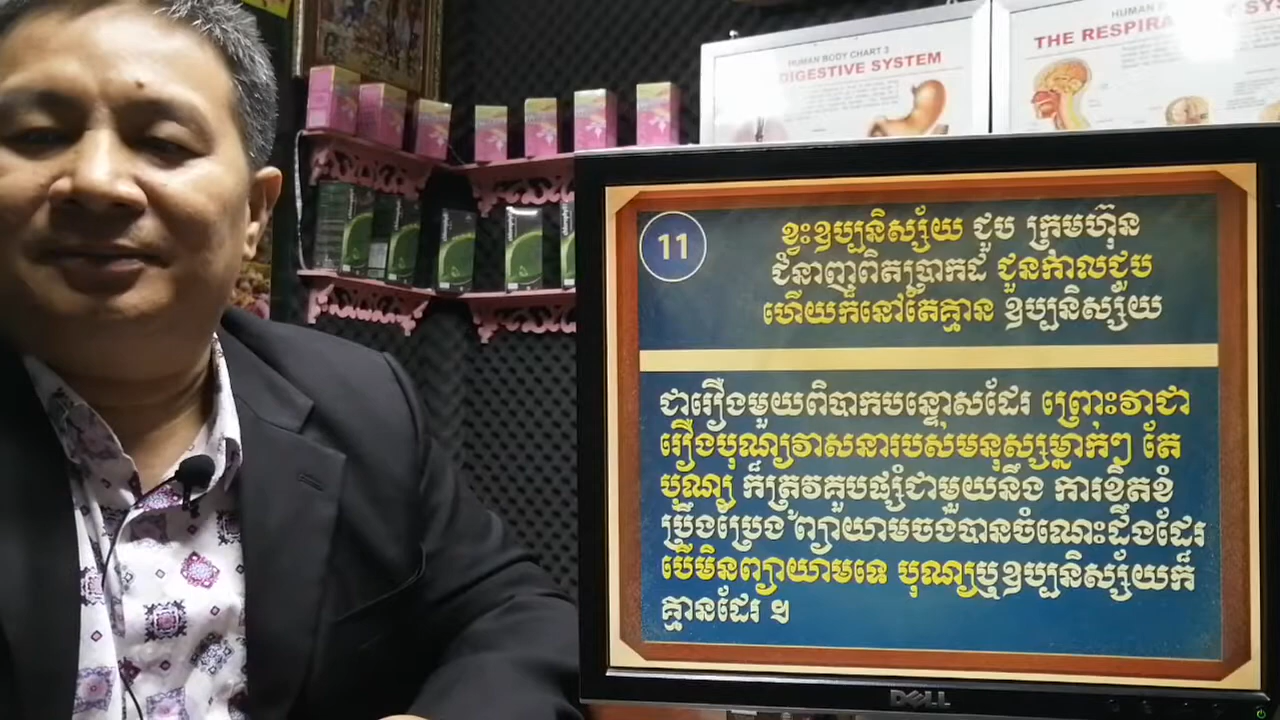 HUMAN BODY CHART 3
DIGESTIVE SYSTEM
THE RESPIRA
11
ខ្វះឧប្បនិស្ស័យ ជួប ក្រុមហ៊ុន
ជំនាញពិតប្រាកដ ជួនកាលជួប
ហើយក៏នៅតែគ្មាន ឧប្បនិស្ស័យ
ជារឿងមួយពិបាកបន្ទោសដែរ ព្រោះវាជា
រឿងបុណ្យវាសនារបស់មនុស្សម្នាក់ៗ តែ
បុណ្យ ក៏ត្រូវគួបផ្សំជាមួយនឹង ការខិតខំ
ប្រឹងប្រែង ព្យាយាមចង់បានចំណេះដឹងដែរ
បើមិនព្យាយាមទេ បុណ្យឬឧប្បនិស្ស័យក៏
គ្មានដែរ ។
DELL